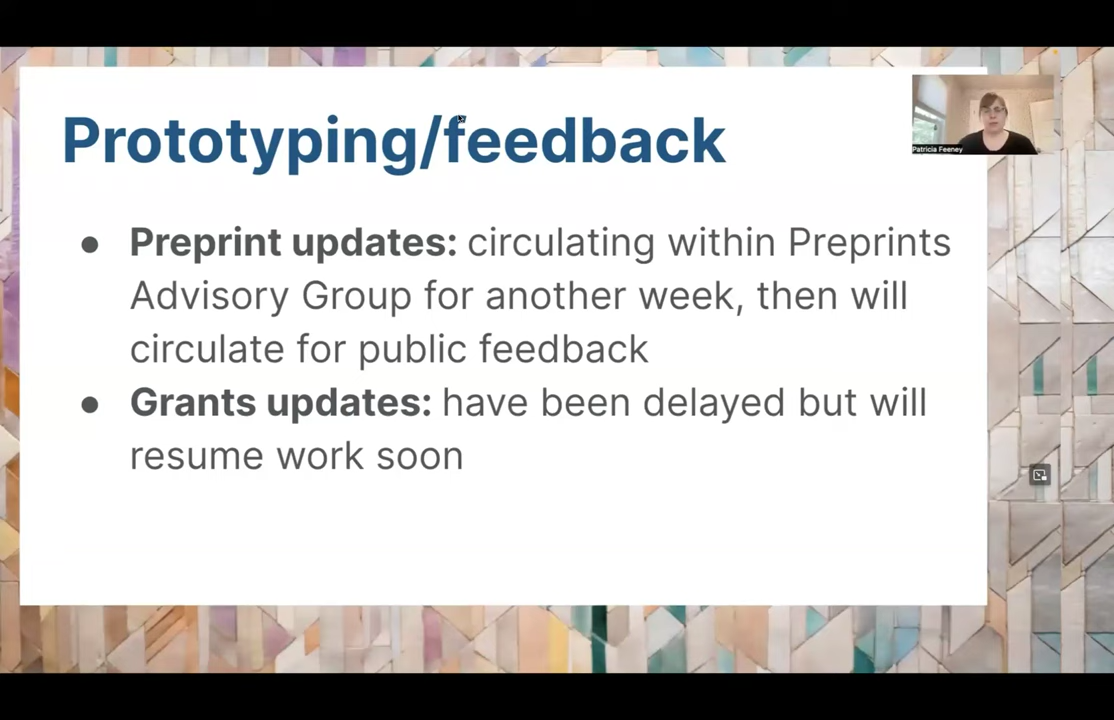 Prototyping/feedback
Patricia Feeney
● Preprint updates: circulating within Preprints
Advisory Group for another week, then will
circulate for public feedback
● Grants updates: have been delayed but will
resume work soon